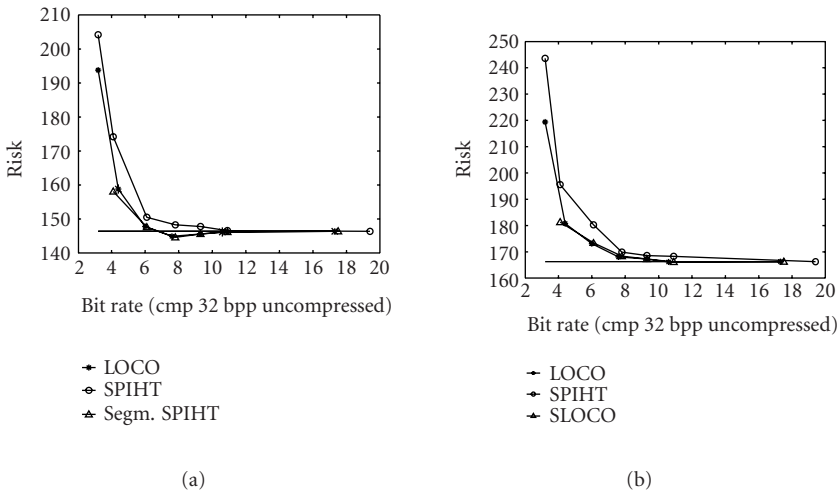 210
200
190
180
170
160
150
140
Risk
2 4 6 8 10 12 14 16 18 20
Bit rate (cmp 32 bpp uncompressed)
LOCO
SPIHT
Segm. SPIHT
(a)
250
240
230
220
210
200
190
180
170
160
Risk
2 4 6 8 10 12 14 16 18 20
Bit rate (cmp 32 bpp uncompressed)
LOCO
SPIHT
SLOCO
(b)